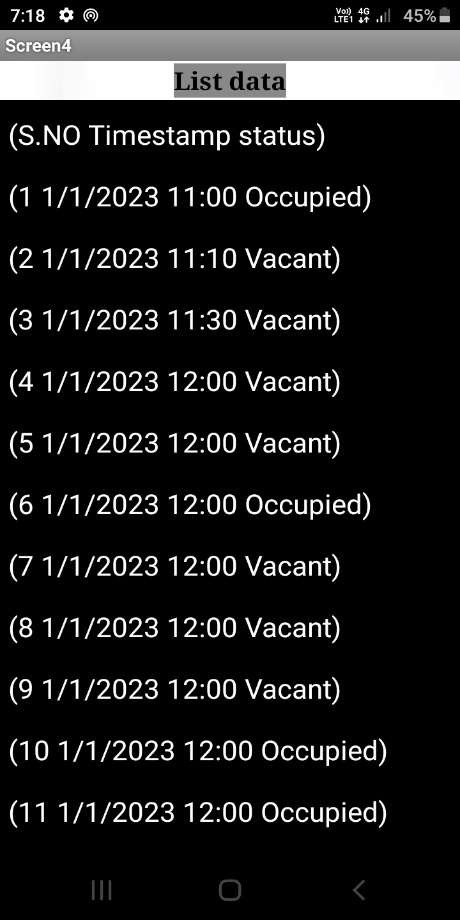 7:18 Vo)) LTE1 4G 45%
Screen4
List data
(S.NO Timestamp status)
(1 1/1/2023 11:00 Occupied)
(2 1/1/2023 11:10 Vacant)
(3 1/1/2023 11:30 Vacant)
(4 1/1/2023 12:00 Vacant)
(5 1/1/2023 12:00 Vacant)
(6 1/1/2023 12:00 Occupied)
(7 1/1/2023 12:00 Vacant)
(8 1/1/2023 12:00 Vacant)
(9 1/1/2023 12:00 Vacant)
(10 1/1/2023 12:00 Occupied)
(11 1/1/2023 12:00 Occupied)